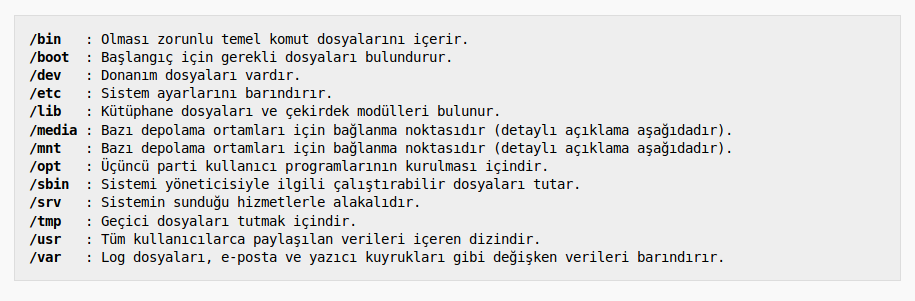 /bin   : Olması zorunlu temel komut dosyalarını içerir.
/boot  : Başlangıç için gerekli dosyaları bulundurur.
/dev   : Donanım dosyaları vardır.
/etc   : Sistem ayarlarını barındırır.
/lib   : Kütüphane dosyaları ve çekirdek modülleri bulunur.
/media : Bazı depolama ortamları için bağlanma noktasıdır (detaylı açıklama aşağıdadır).
/mnt   : Bazı depolama ortamları için bağlanma noktasıdır (detaylı açıklama aşağıdadır).
/opt   : Üçüncü parti kullanıcı programlarının kurulması içindir.
/sbin  : Sistemi yöneticisiyle ilgili çalıştırabilir dosyaları tutar.
/srv   : Sistemin sunduğu hizmetlerle alakalıdır.
/tmp   : Geçici dosyaları tutmak içindir.
/usr   : Tüm kullanıcılarca paylaşılan verileri içeren dizindir.
/var   : Log dosyaları, e-posta ve yazıcı kuyrukları gibi değişken verileri barındırır.